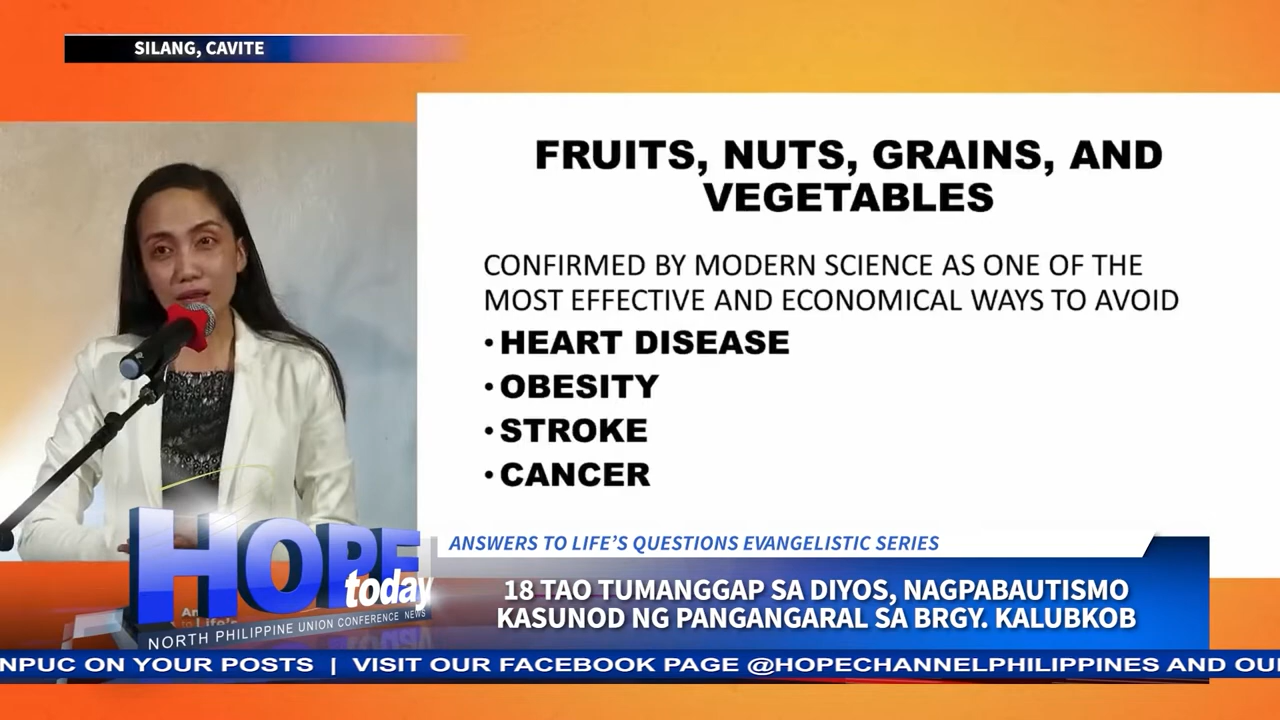 SILANG, CAVITE
FRUITS, NUTS, GRAINS, AND
VEGETABLES
CONFIRMED BY MODERN SCIENCE AS ONE OF THE
MOST EFFECTIVE AND ECONOMICAL WAYS TO AVOID
•HEART DISEASE
•OBESITY
•STROKE
•CANCER
HOPE
today
NORTH PHILIPPINE UNION CONFERENCE NEWS
ANSWERS TO LIFE'S QUESTIONS EVANGELISTIC SERIES
18 TAO TUMANGGAP SA DIYOS, NAGPABAUTISMO
KASUNOD NG PANGANGARAL SA BRGY. KALUBKOB
NPUC ON YOUR POSTS | VISIT OUR FACEBOOK PAGE @HOPECHANNELPHILIPPINES AND OU